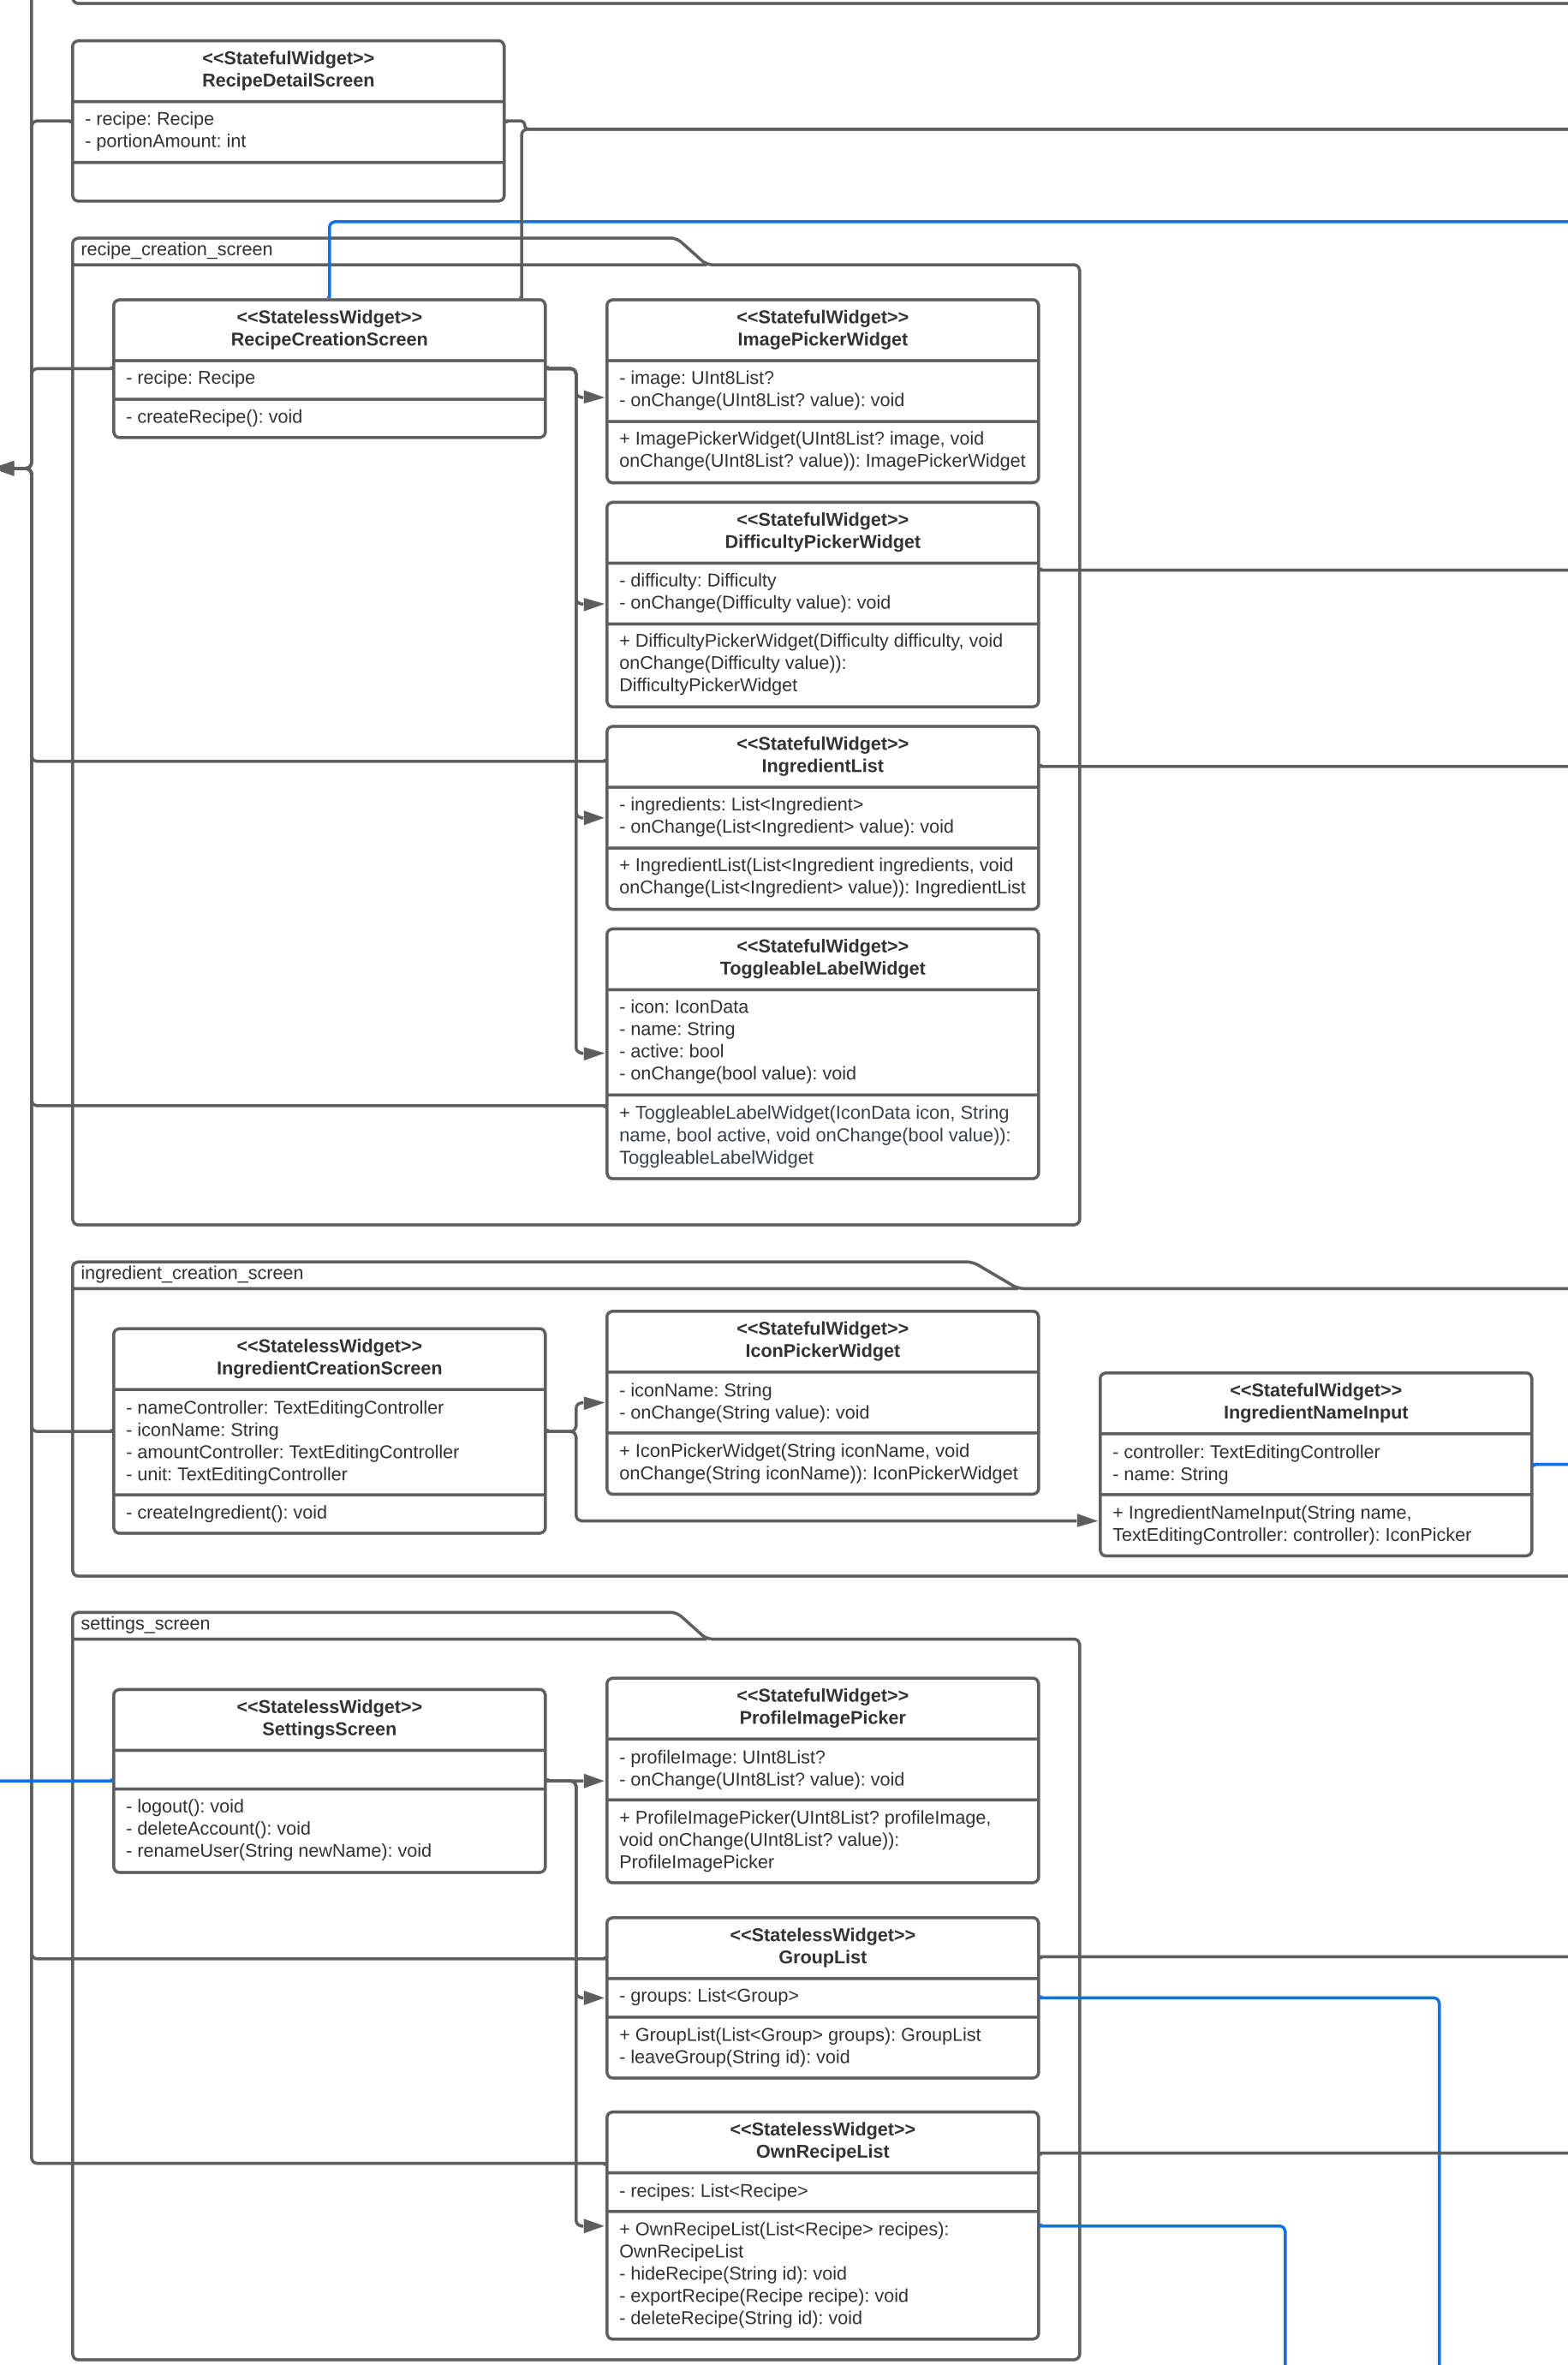 <<StatefulWidget>>
RecipeDetailScreen
- recipe: Recipe
- portionAmount: int
recipe_creation_screen
<<StatelessWidget>>
RecipeCreationScreen
- recipe: Recipe
- createRecipe(): void
<<StatefulWidget>>
ImagePickerWidget
- image: UInt8List?
- onChange(UInt8List? value): void
+ ImagePickerWidget(UInt8List? image, void
onChange(UInt8List? value)): ImagePickerWidget
<<StatefulWidget>>
DifficultyPickerWidget
- difficulty: Difficulty
- onChange(Difficulty value): void
+ DifficultyPickerWidget(Difficulty difficulty, void
onChange(Difficulty value)):
DifficultyPickerWidget
<<StatefulWidget>>
IngredientList
- ingredients: List<Ingredient>
- onChange(List<Ingredient> value): void
+ IngredientList(List<Ingredient ingredients, void
onChange(List<Ingredient> value)): IngredientList
<<StatefulWidget>>
ToggleableLabelWidget
- icon: IconData
- name: String
- active: bool
- onChange(bool value): void
+ ToggleableLabelWidget(IconData icon, String
name, bool active, void onChange(bool value)):
ToggleableLabelWidget
ingredient_creation_screen
<<StatelessWidget>>
IngredientCreationScreen
- nameController: TextEditingController
- iconName: String
- amountController: TextEditingController
- unit: TextEditingController
- createIngredient(): void
<<StatefulWidget>>
IconPickerWidget
- iconName: String
- onChange(String value): void
+ IconPickerWidget(String iconName, void
onChange(String iconName)): IconPickerWidget
<<StatefulWidget>>
IngredientNameInput
- controller: TextEditingController
- name: String
+ IngredientNameInput(String name,
TextEditingController: controller): IconPicker
settings_screen
<<StatelessWidget>>
SettingsScreen
- logout(): void
- deleteAccount(): void
- renameUser(String newName): void
<<StatefulWidget>>
ProfileImagePicker
- profileImage: UInt8List?
- onChange(UInt8List? value): void
+ ProfileImagePicker(UInt8List? profileImage,
void onChange(UInt8List? value)):
ProfileImagePicker
<<StatelessWidget>>
GroupList
- groups: List<Group>
+ GroupList(List<Group> groups): GroupList
- leaveGroup(String id): void
<<StatelessWidget>>
OwnRecipeList
- recipes: List<Recipe>
+ OwnRecipeList(List<Recipe> recipes):
OwnRecipeList
- hideRecipe(String id): void
- exportRecipe(Recipe recipe): void
- deleteRecipe(String id): void